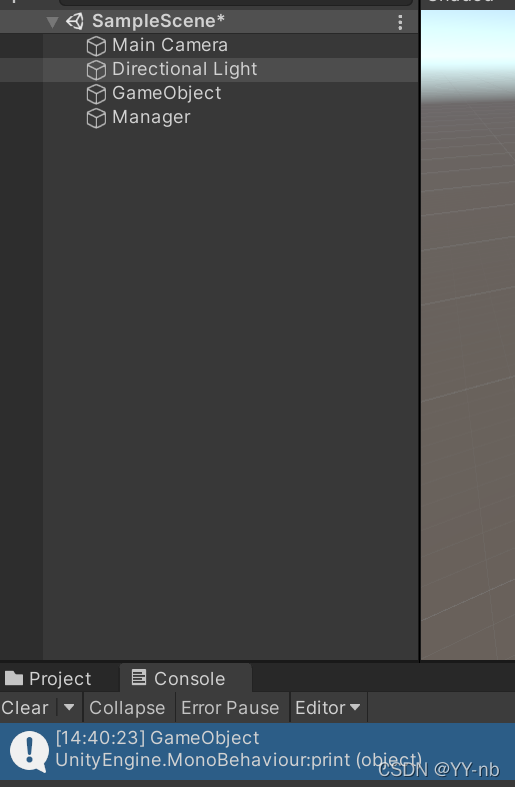 SampleScene*
Main Camera
Directional Light
GameObject
Manager
Project
Console
Clear
Collapse
Error Pause
Editor
[14:40:23] GameObject
UnityEngine.MonoBehaviour:print (object)
CSDN @YY-nb